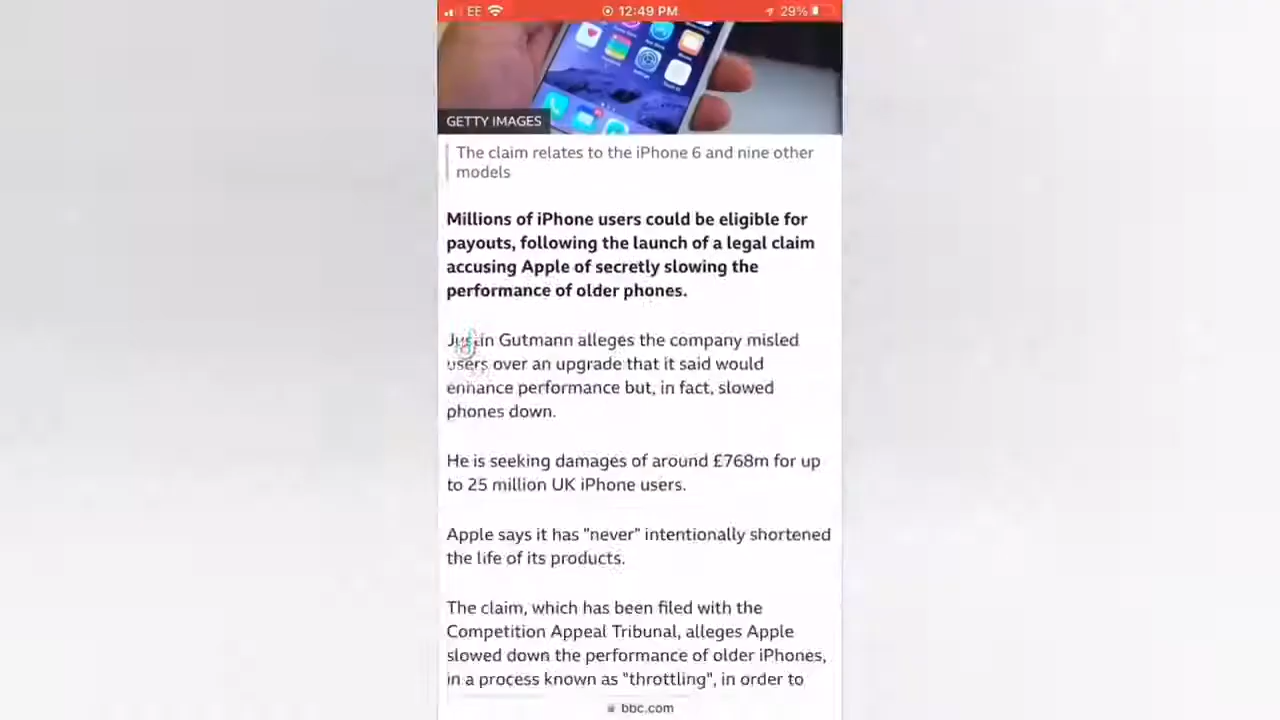 EE 12:49 PM 29%
GETTY IMAGES
The claim relates to the iPhone 6 and nine other
models
Millions of iPhone users could be eligible for
payouts, following the launch of a legal claim
accusing Apple of secretly slowing the
performance of older phones.
Justin Gutmann alleges the company misled
users over an upgrade that it said would
enhance performance but, in fact, slowed
phones down.
He is seeking damages of around £768m for up
to 25 million UK iPhone users.
Apple says it has "never" intentionally shortened
the life of its products.
The claim, which has been filed with the
Competition Appeal Tribunal, alleges Apple
slowed down the performance of older iPhones,
in a process known as "throttling", in order to
bbc.com